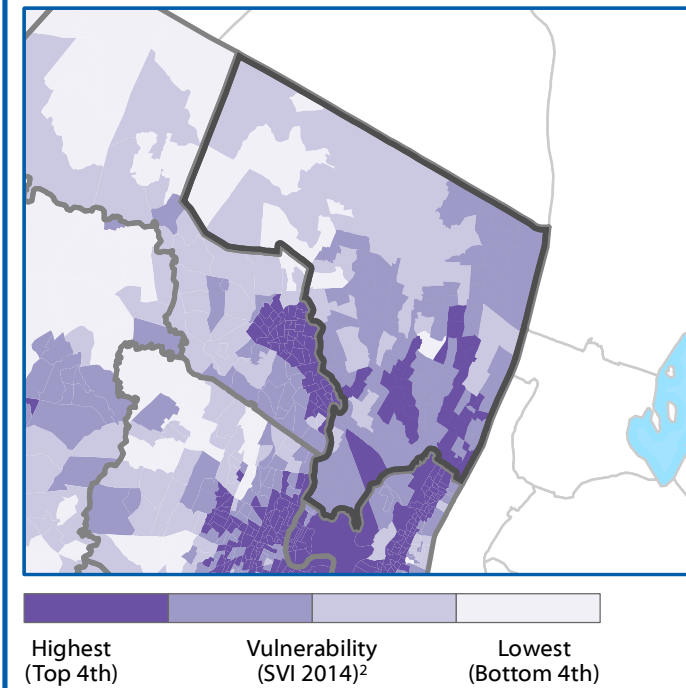 Highest
(Top 4th)
Vulnerability
(SVI 2014)²
Lowest
(Bottom 4th)